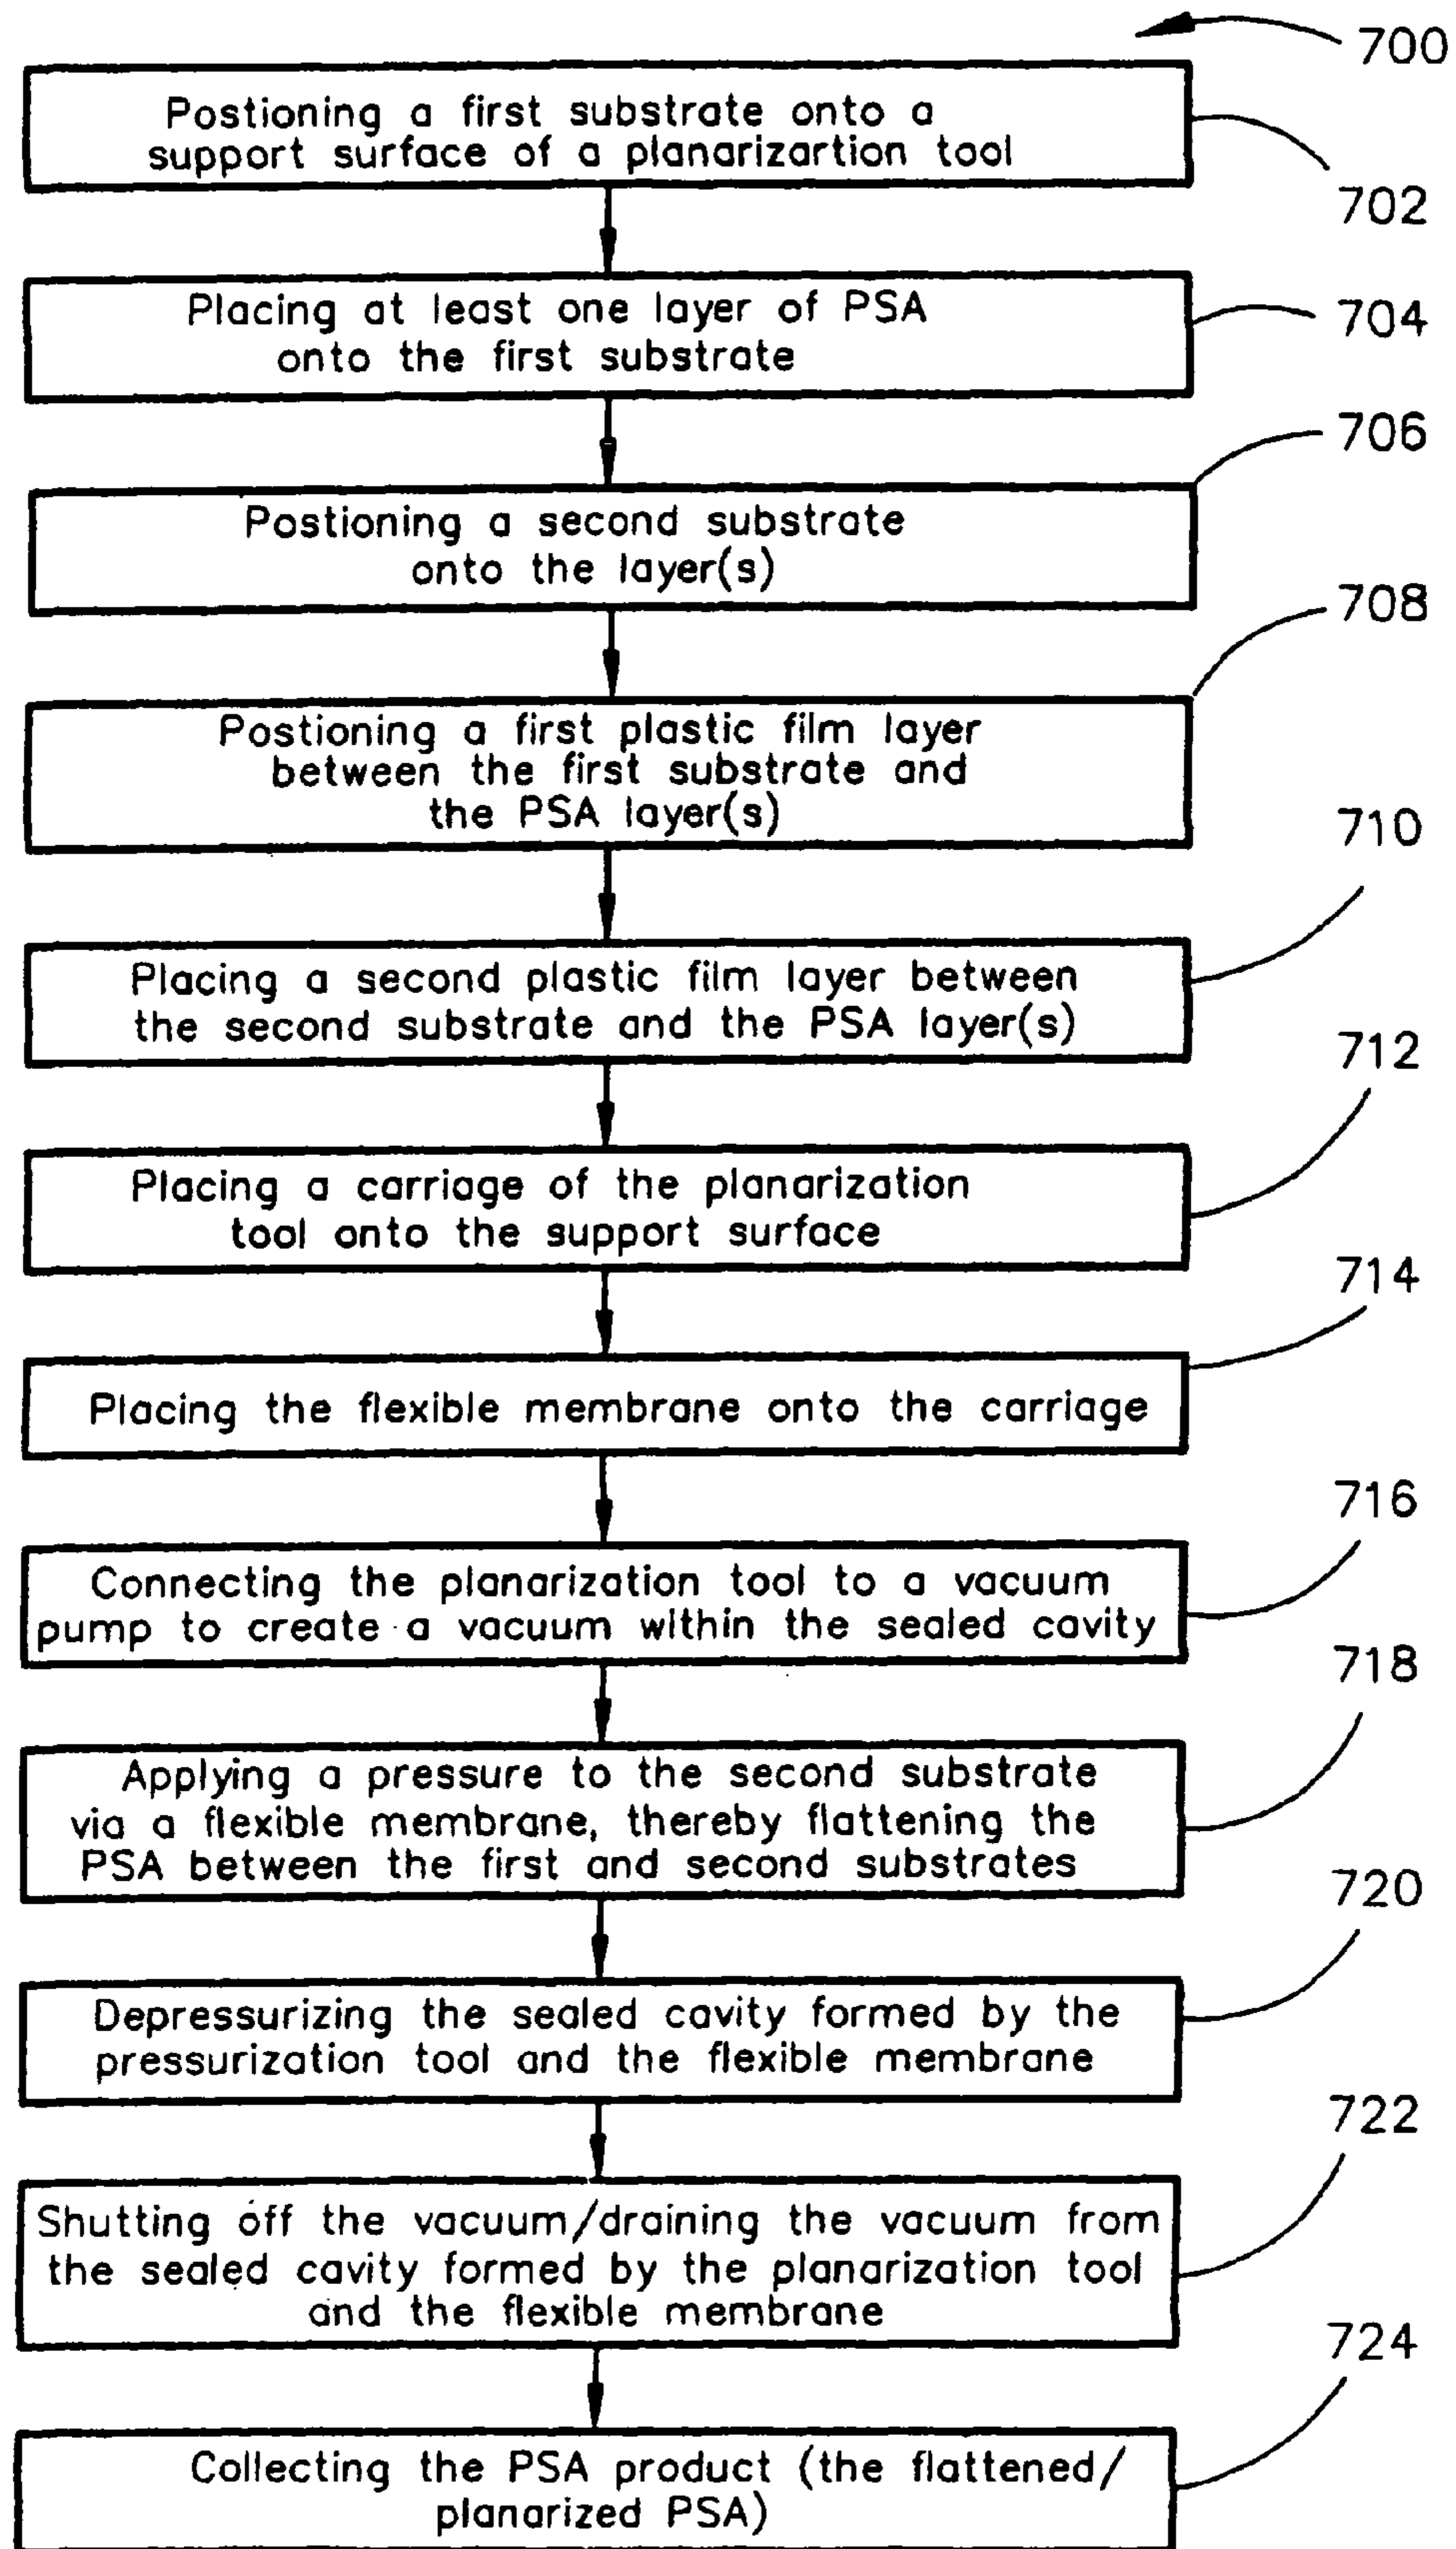 700
Postioning a first substrate onto a
support surface of a planarizartion tool
702
Placing at least one layer of PSA
onto the first substrate
704
706
Postioning a second substrate
onto the layer(s)
708
Postioning a first plastic film layer
between the first substrate and
the PSA layer(s)
710
Placing a second plastic film layer between
the second substrate and the PSA layer(s)
712
Placing a carriage of the planarization
tool onto the support surface
714
Placing the flexible membrane onto the carriage
716
Connecting the planarization tool to a vacuum
pump to create a vacuum within the sealed cavity
718
Applying a pressure to the second substrate
via a flexible membrane, thereby flattening the
PSA between the first and second substrates
720
Depressurizing the sealed cavity formed by the
pressurization tool and the flexible membrane
722
Shutting off the vacuum/draining the vacuum from
the sealed cavity formed by the planarization tool
and the flexible membrane
724
Collecting the PSA product (the flattened/
planarized PSA)